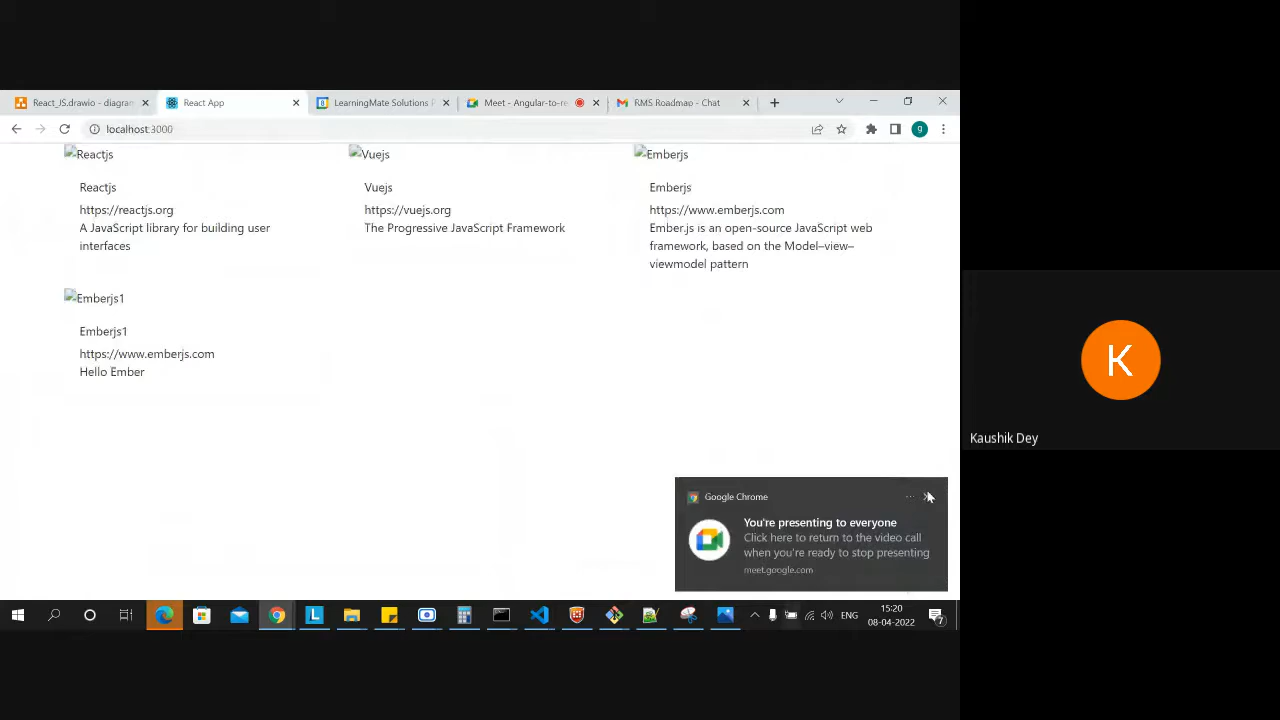 React_JS.drawio - diagran
React App
LearningMate Solutions P
Meet - Angular-to-re
RMS Roadmap - Chat
localhost:3000
g
Reactjs
Vuejs
Emberjs
Reactjs
https://reactjs.org
A JavaScript library for building user
interfaces
Vuejs
https://vuejs.org
The Progressive JavaScript Framework
Emberjs
https://www.emberjs.com
Ember.js is an open-source JavaScript web
framework, based on the Model–view–
viewmodel pattern
Emberjs1
Emberjs1
https://www.emberjs.com
Hello Ember
Google Chrome
You're presenting to everyone
Click here to return to the video call
when you're ready to stop presenting
meet.google.com
K
Kaushik Dey
L
ENG
15:20
08-04-2022
7